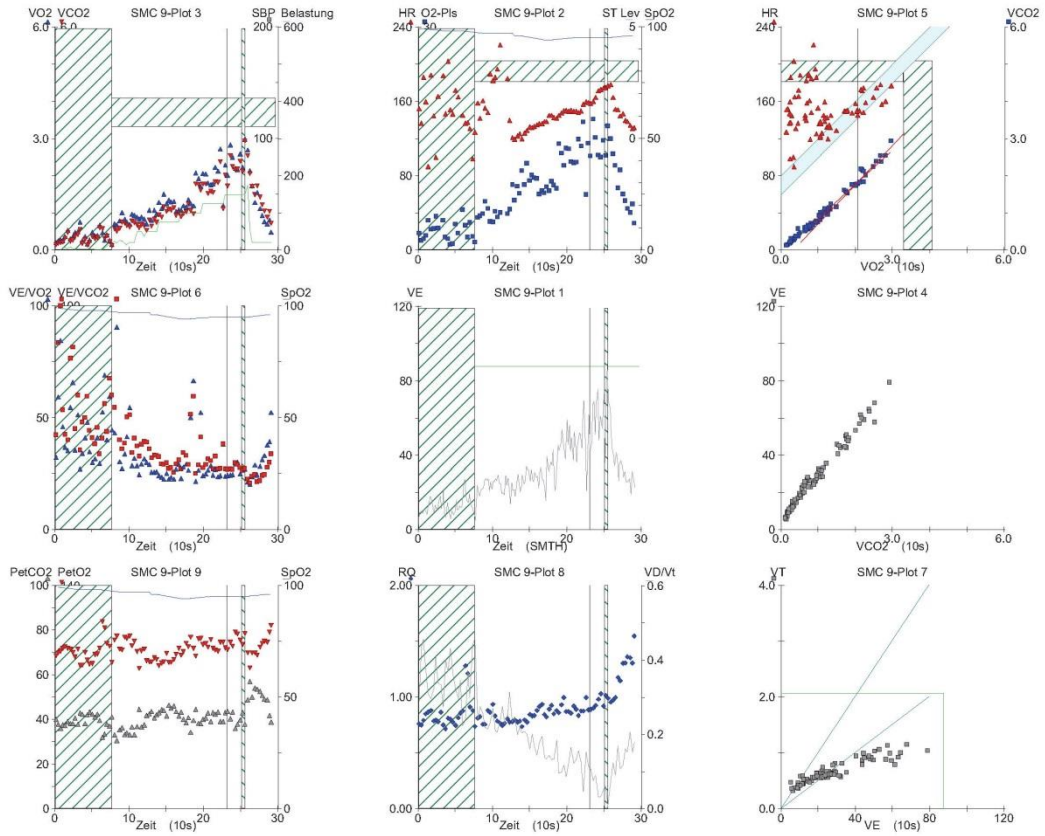 VO2 VCO2 SMC 9-Plot 3 SBP Belastung
6.0 200 600
3.0 400
100
200
0.0 0 0
0 10 20 30
Zeit (10s)
HR O2-Pls SMC 9-Plot 2 ST Lev SpO2
240 30 5 100
160 20
50
80 10 0
0 0 0
0 10 20 30
Zeit (10s)
HR SMC 9-Plot 5 VCO2
240 6.0
160
3.0
80
0 0.0
0.0 3.0 6.0
VO2 (10s)
VE/VO2 VE/VCO2 SMC 9-Plot 6 SpO2
100 100
50 50
0 0
0 10 20 30
Zeit (10s)
VE SMC 9-Plot 1
120
80
40
0
0 10 20 30
Zeit (SMTH)
VE SMC 9-Plot 4
120
80
40
0
0.0 3.0 6.0
VCO2 (10s)
PetCO2 PetO2 SMC 9-Plot 9 SpO2
100 140 100
80
60
50
40
20
0 0
0 10 20 30
Zeit (10s)
RQ SMC 9-Plot 8 VD/Vt
2.00 0.6
0.4
1.00
0.2
0.00 0.0
0 10 20 30
Zeit (10s)
VT SMC 9-Plot 7
4.0
2.0
0.0
0 40 80 120
VE (10s)